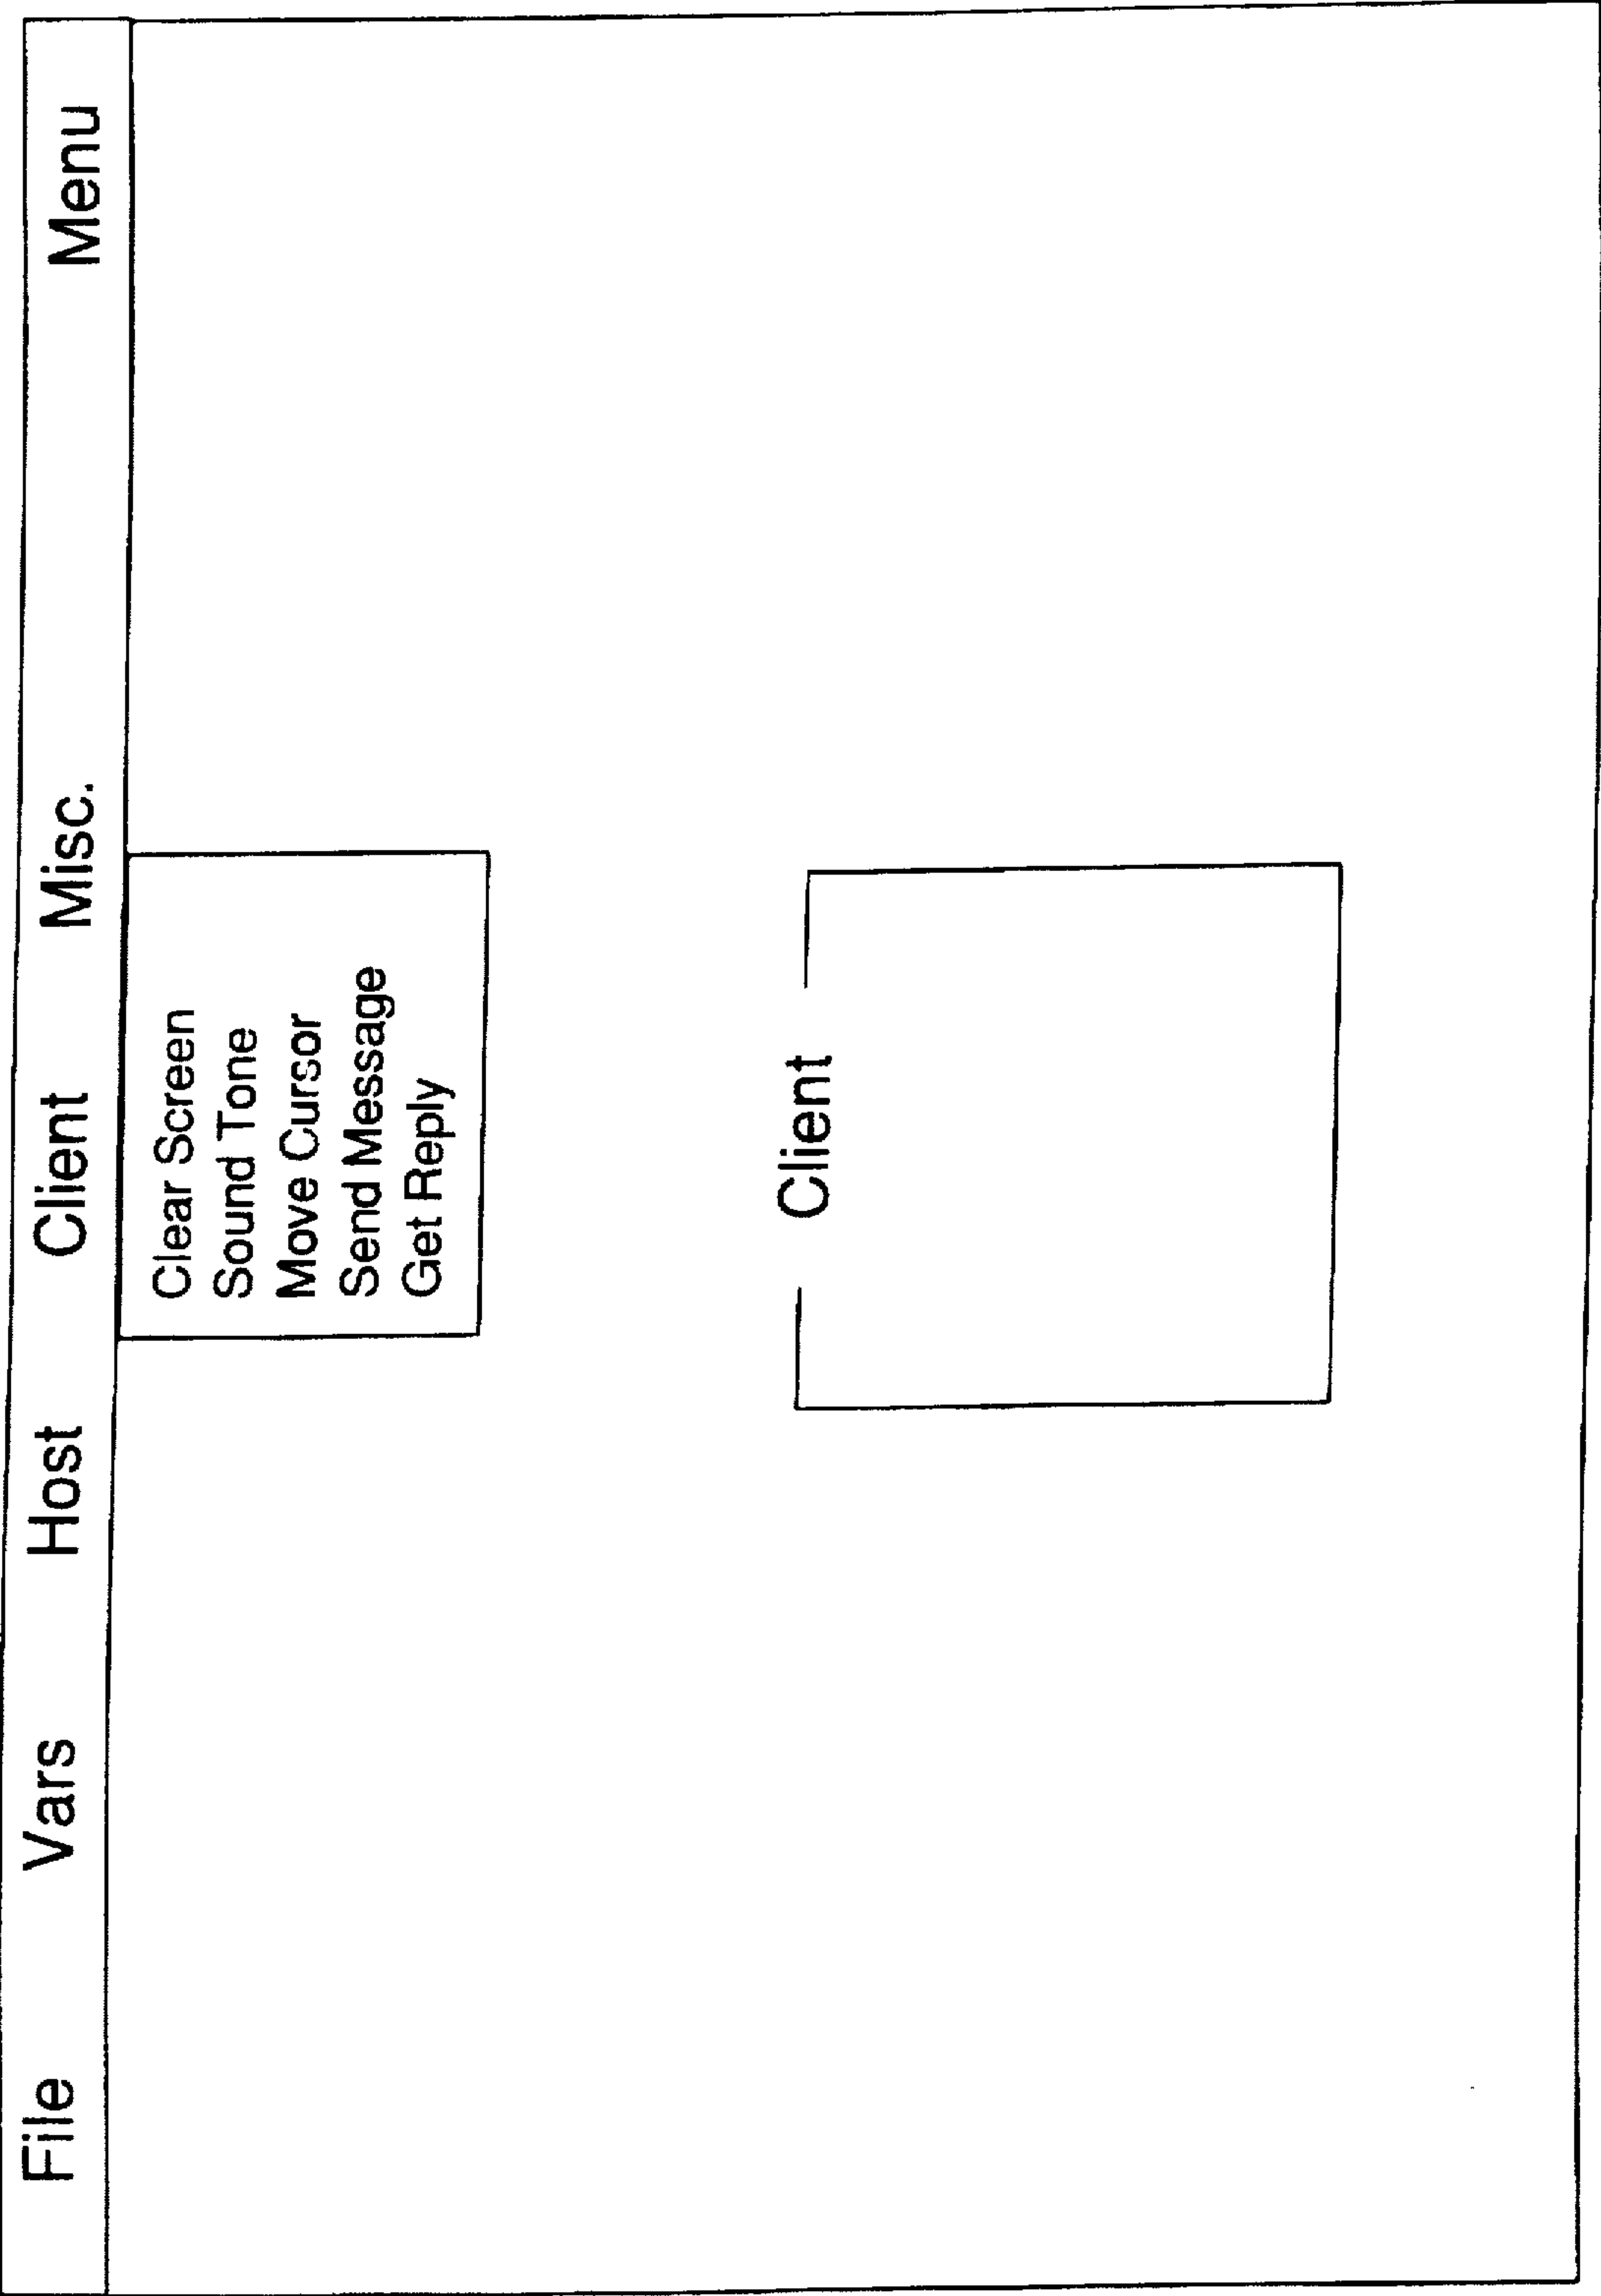 File Vars Host Client Misc. Menu
Clear Screen
Sound Tone
Move Cursor
Send Message
Get Reply
Client